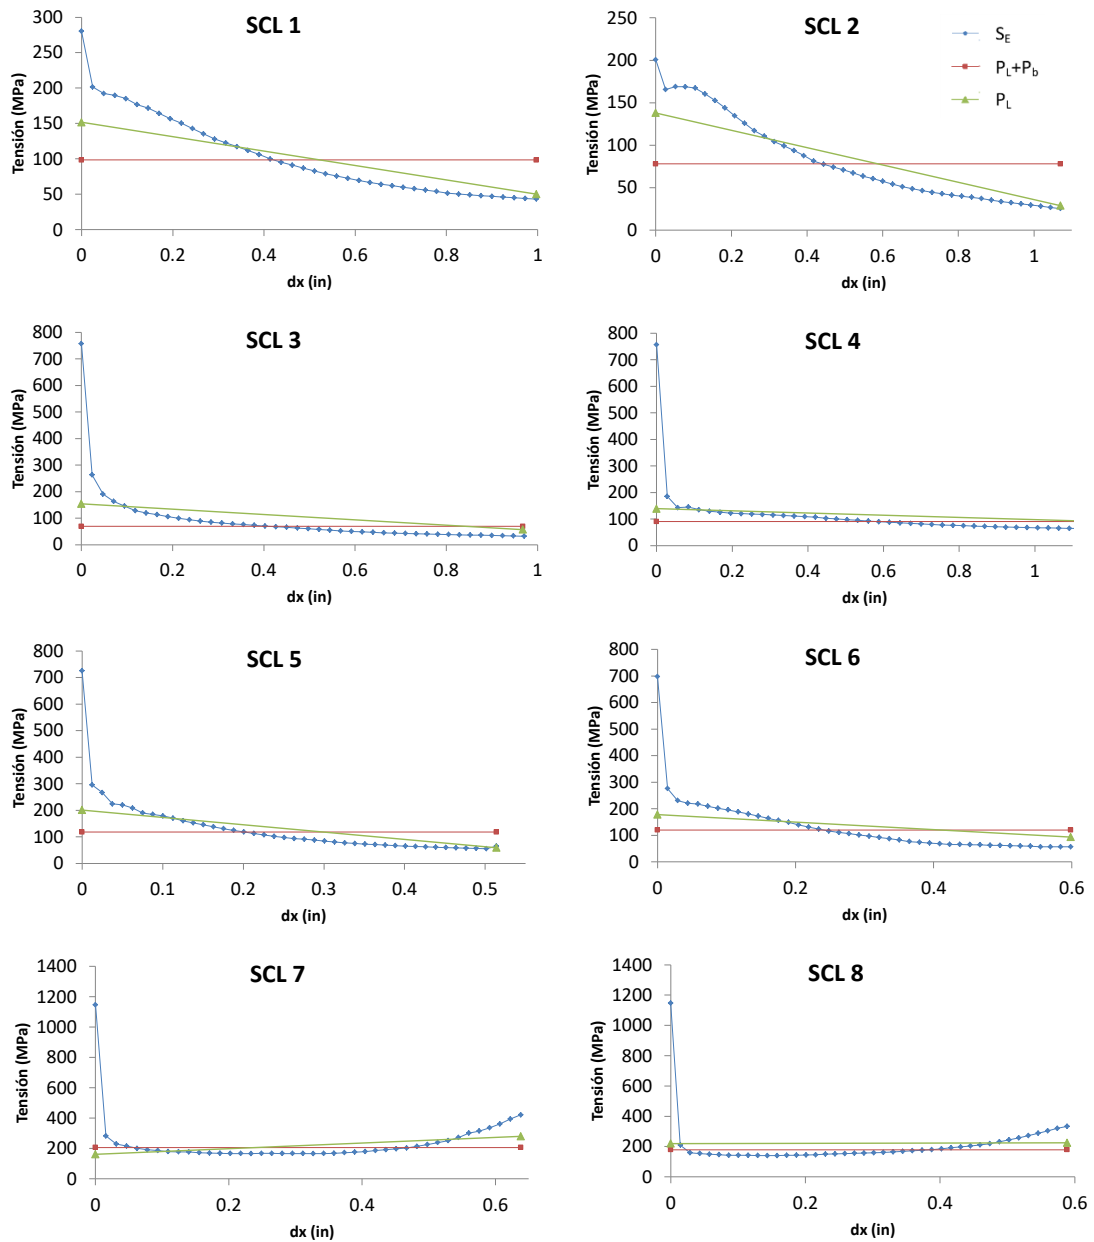 SCL 1
300
250
200
150
100
50
0
Tensión (MPa)
0 0.2 0.4 0.6 0.8 1
dx (in)
SCL 2
250
200
150
100
50
0
Tensión (MPa)
0 0.2 0.4 0.6 0.8 1
dx (in)
S_E
P_L+P_b
P_L
SCL 3
800
700
600
500
400
300
200
100
0
Tensión (MPa)
0 0.2 0.4 0.6 0.8 1
dx (in)
SCL 4
800
700
600
500
400
300
200
100
0
Tensión (MPa)
0 0.2 0.4 0.6 0.8 1
dx (in)
SCL 5
800
700
600
500
400
300
200
100
0
Tensión (MPa)
0 0.1 0.2 0.3 0.4 0.5
dx (in)
SCL 6
800
700
600
500
400
300
200
100
0
Tensión (MPa)
0 0.2 0.4 0.6
dx (in)
SCL 7
1400
1200
1000
800
600
400
200
0
Tensión (MPa)
0 0.2 0.4 0.6
dx (in)
SCL 8
1400
1200
1000
800
600
400
200
0
Tensión (MPa)
0 0.2 0.4 0.6
dx (in)